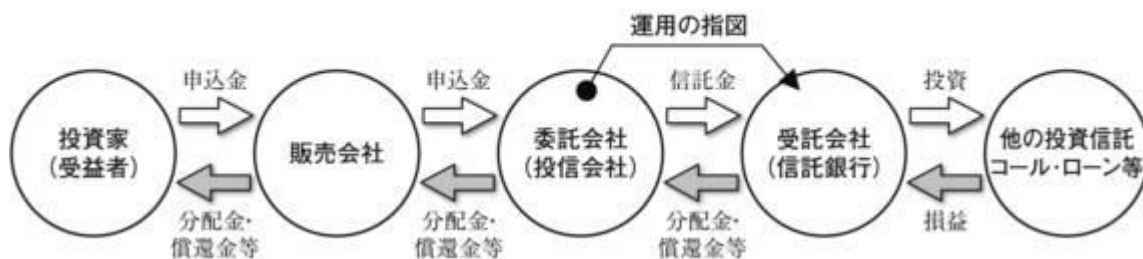 運用の指図
申込金
申込金
信託金
投資
投資家
(受益者)
販売会社
委託会社
(投信会社)
受託会社
(信託銀行)
他の投資信託
コール・ローン等
分配金・
償還金等
分配金・
償還金等
分配金・
償還金等
損益